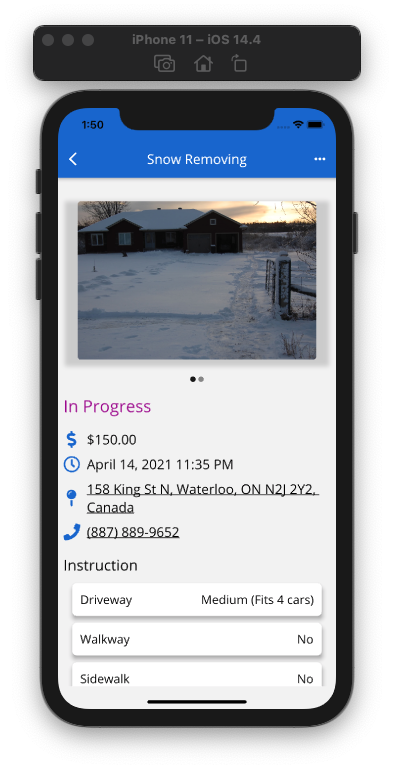 iPhone 11 – iOS 14.4
1:50
Snow Removing
In Progress
$150.00
April 14, 2021 11:35 PM
158 King St N, Waterloo, ON N2J 2Y2,
Canada
(887) 889-9652
Instruction
Driveway Medium (Fits 4 cars)
Walkway No
Sidewalk No